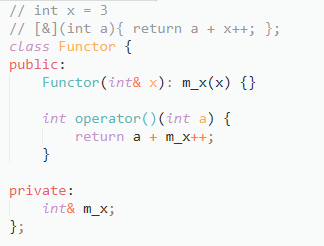 // int x = 3
// [&](int a){ return a + x++; };
class Functor {
public:
    Functor(int& x): m_x(x) {}

    int operator()(int a) {
        return a + m_x++;
    }

private:
    int& m_x;
};